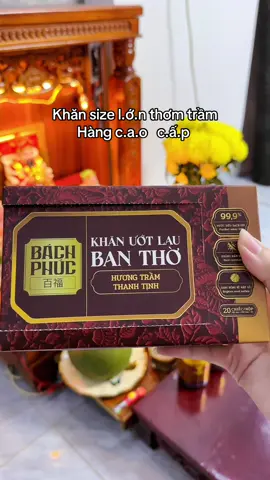 Khăn size l.ớ.n thơm trầm
Hàng c.a.o c.ấ.p
BÁCH
PHÚC
百福
KHĂN ƯỚT LAU
BAN THỜ
HƯƠNG TRẦM
THANH TỊNH
99,9%